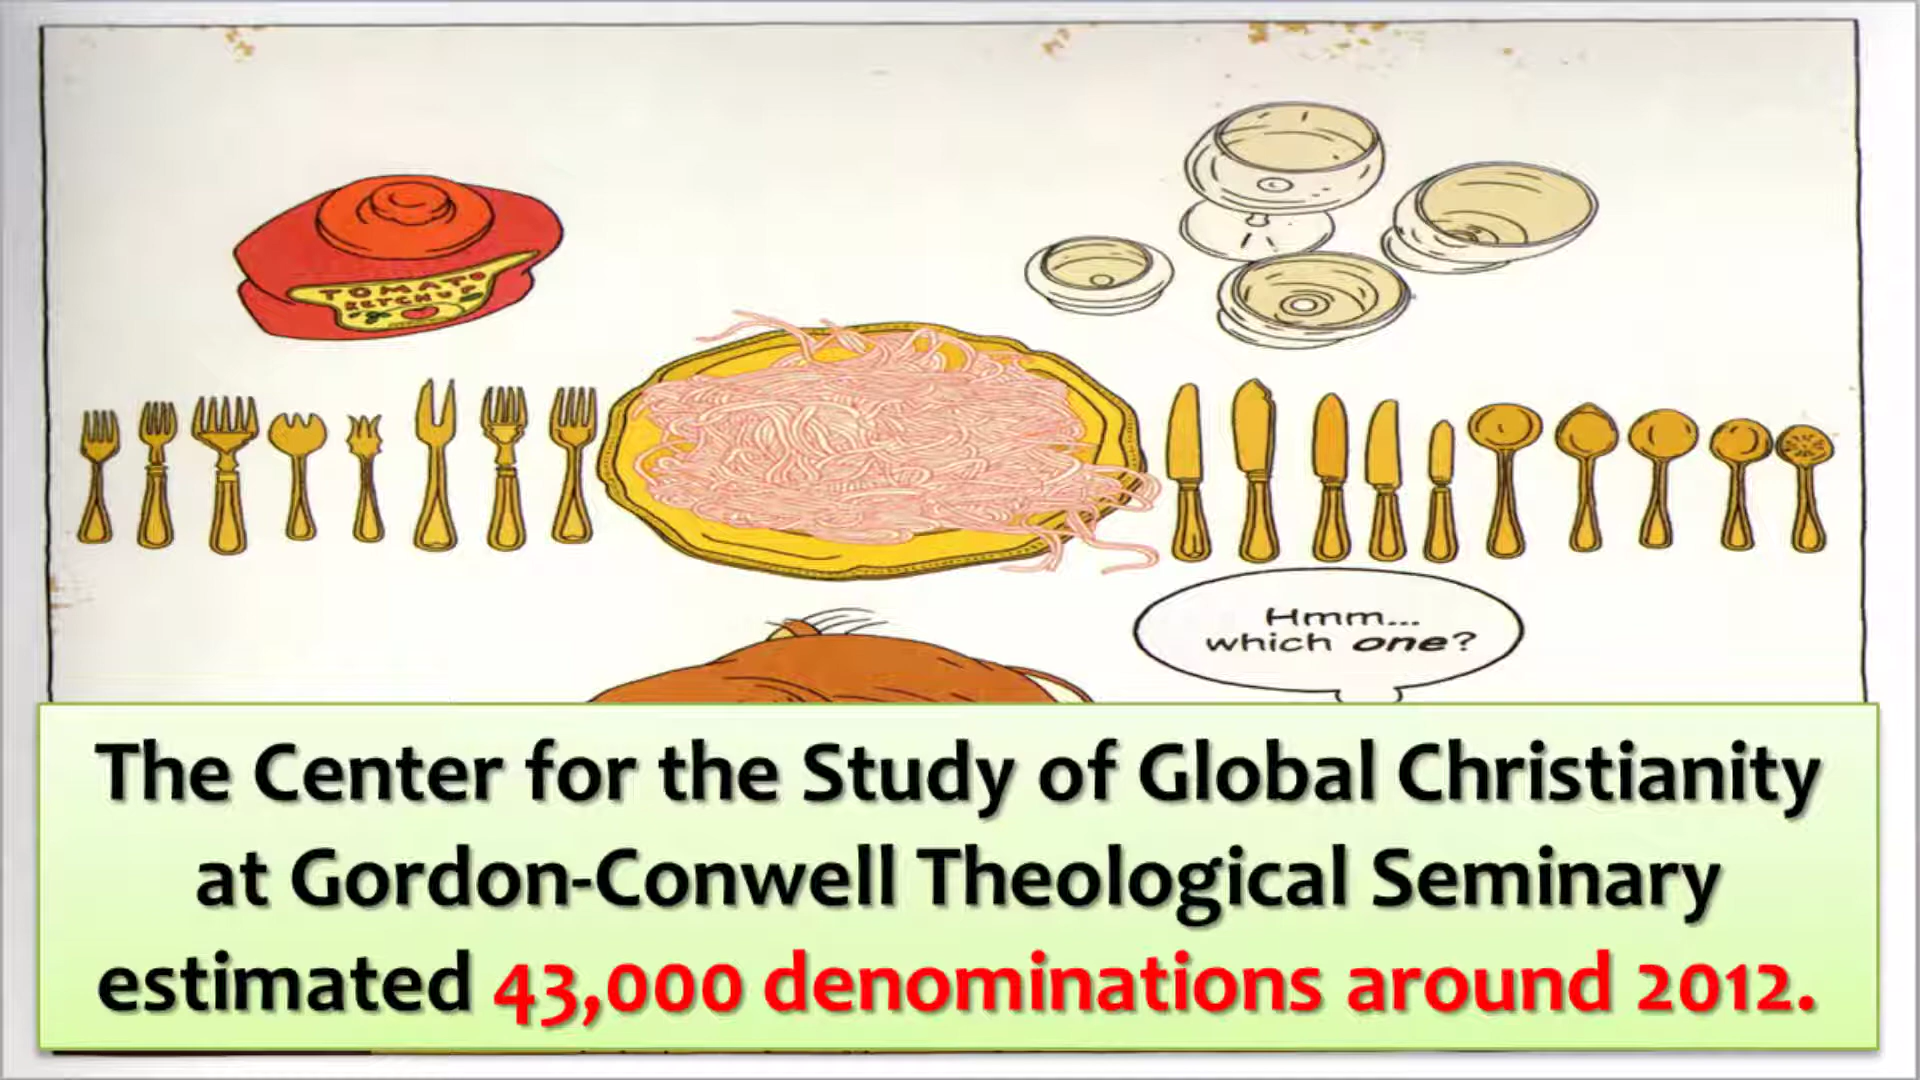 TOMATO
KETCHUP
Hmm...
which one?
The Center for the Study of Global Christianity
at Gordon-Conwell Theological Seminary
estimated 43,000 denominations around 2012.